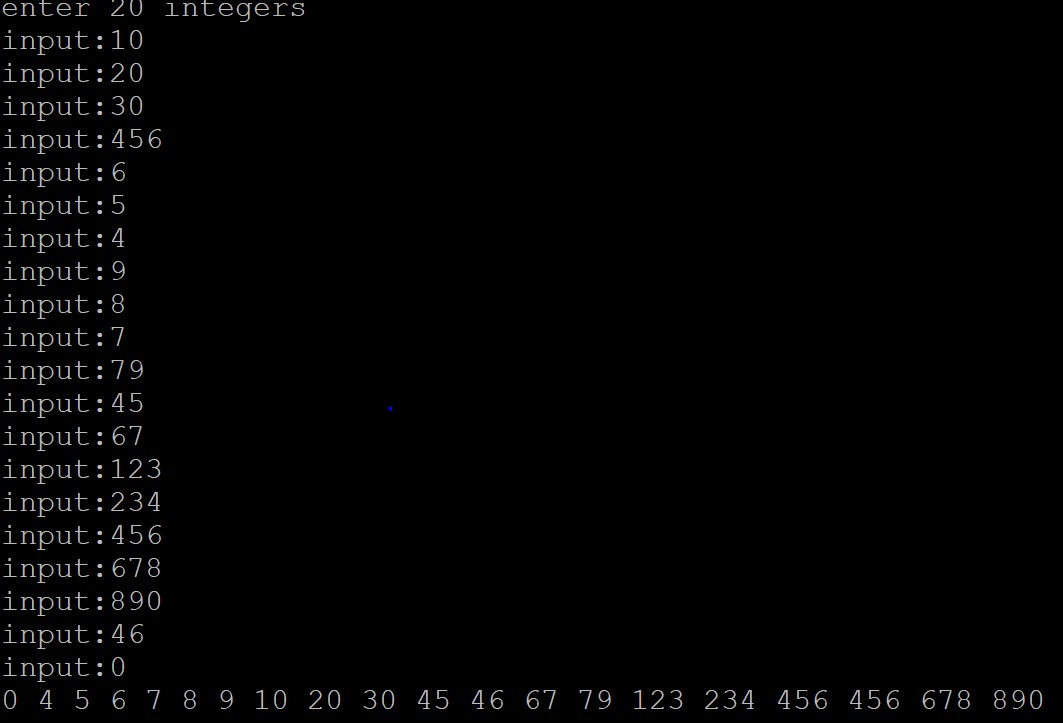 enter 20 integers
input:10
input:20
input:30
input:456
input:6
input:5
input:4
input:9
input:8
input:7
input:79
input:45
input:67
input:123
input:234
input:456
input:678
input:890
input:46
input:0
0 4 5 6 7 8 9 10 20 30 45 46 67 79 123 234 456 456 678 890